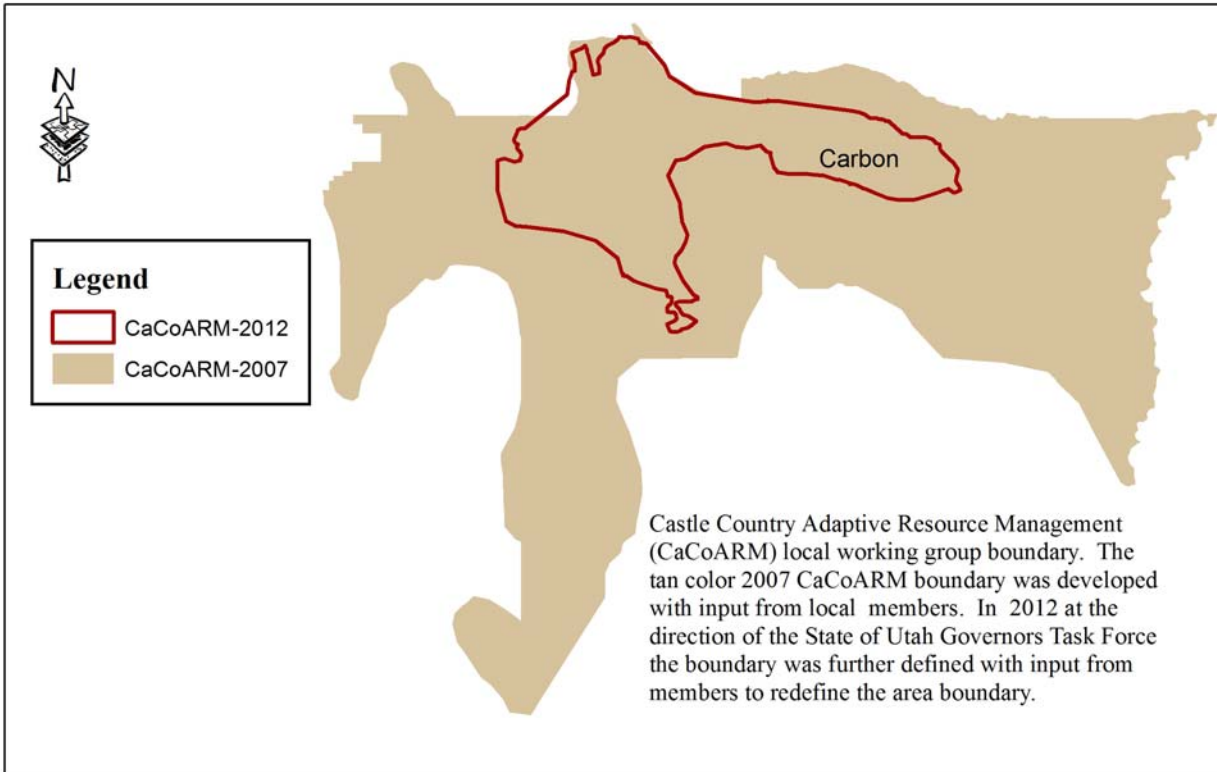 N
Carbon
Legend
CaCoARM-2012
CaCoARM-2007
Castle Country Adaptive Resource Management
(CaCoARM) local working group boundary.  The
tan color 2007 CaCoARM boundary was developed
with input from local  members.  In  2012 at the
direction of the State of Utah Governors Task Force
the boundary was further defined with input from
members to redefine the area boundary.